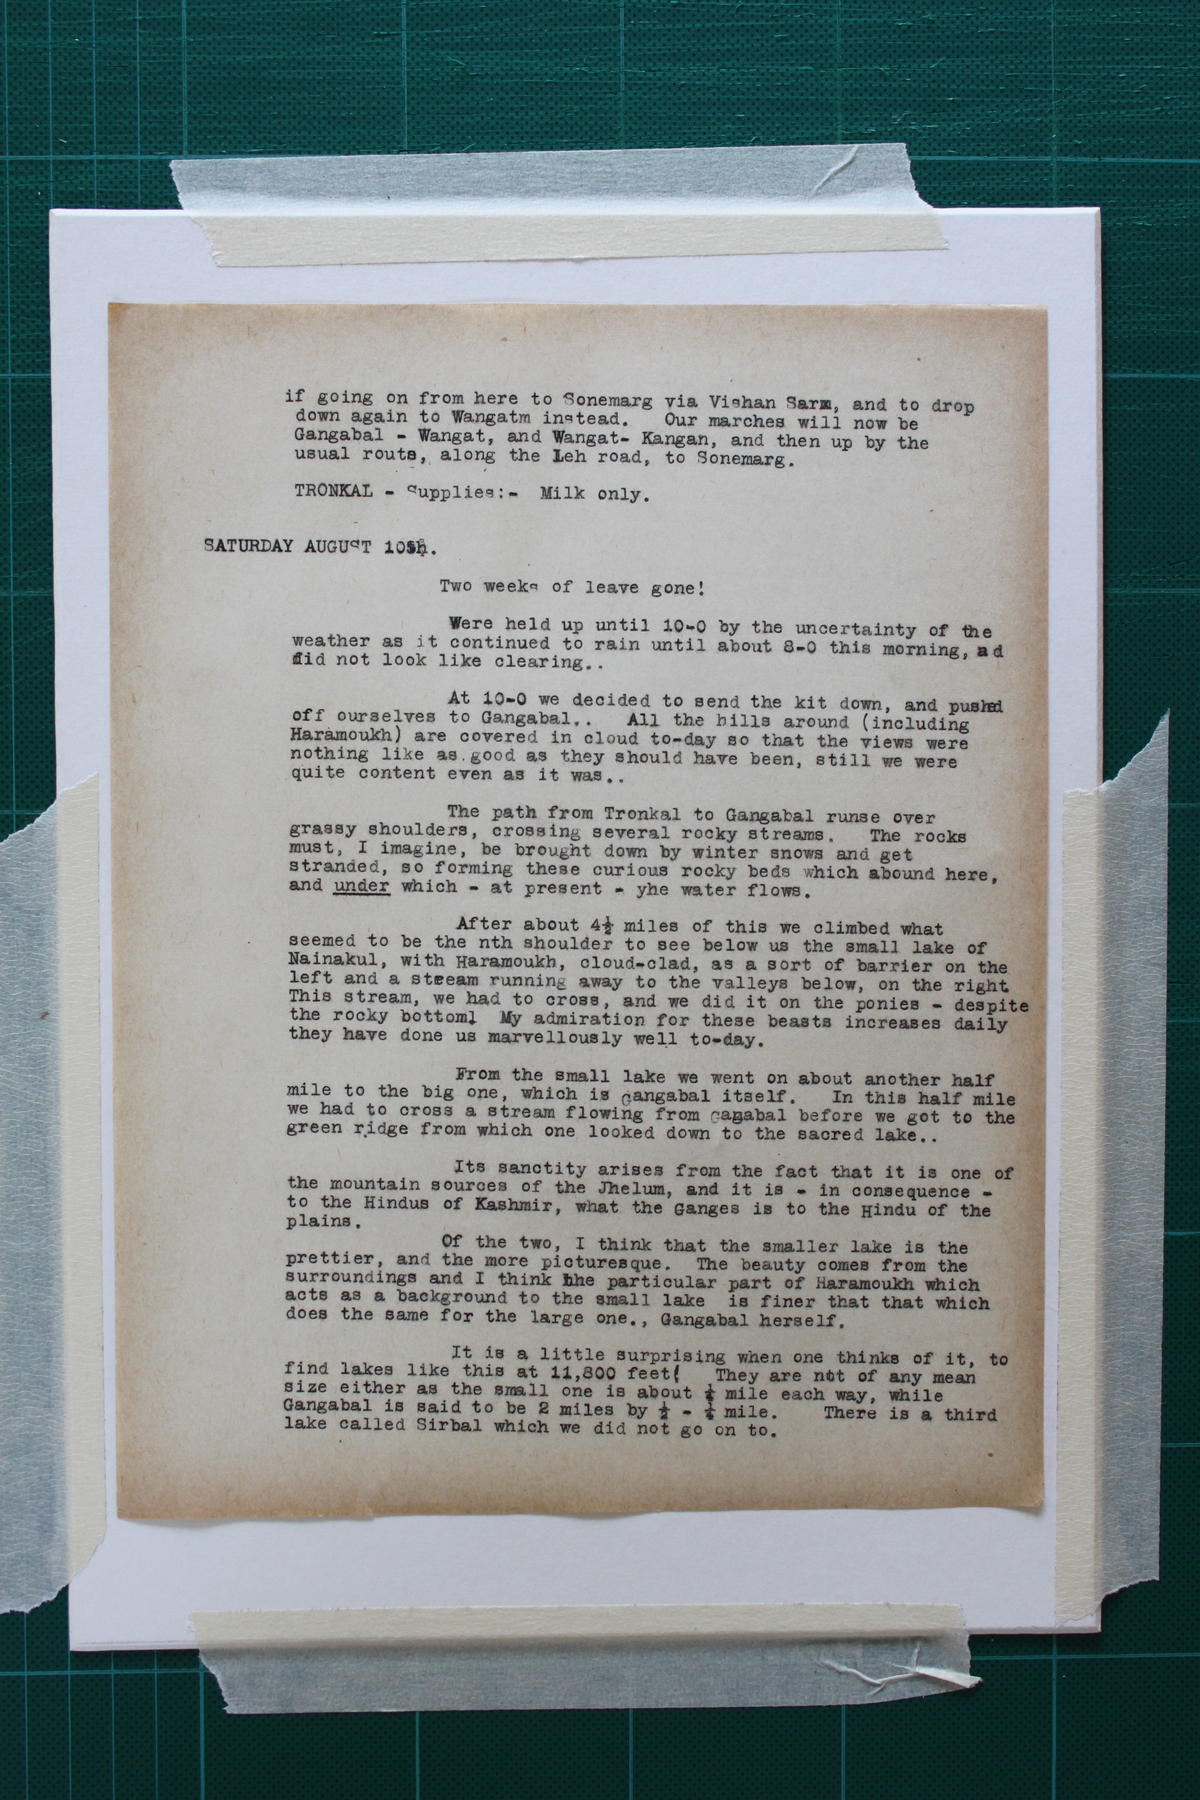 if going on from here to Sonemarg via Vishan Sarm, and to drop
down again to Wangatm instead. Our marches will now be
Gangabal - Wangat, and Wangat- Kangan, and then up by the
usual route, along the Leh road, to Sonemarg.
TRONKAL - Supplies:- Milk only.
SATURDAY AUGUST 10th.
Two weeks of leave gone!
Were held up until 10-0 by the uncertainty of the
weather as it continued to rain until about 8-0 this morning, ad
did not look like clearing..
At 10-0 we decided to send the kit down, and pushed
off ourselves to Gangabal.. All the hills around (including
Haramoukh) are covered in cloud to-day so that the views were
nothing like as good as they should have been, still we were
quite content even as it was..
The path from Tronkal to Gangabal runse over
grassy shoulders, crossing several rocky streams. The rocks
must, I imagine, be brought down by winter snows and get
stranded, so forming these curious rocky beds which abound here,
and under which - at present - yhe water flows.
After about 4½ miles of this we climbed what
seemed to be the nth shoulder to see below us the small lake of
Nainakul, with Haramoukh, cloud-clad, as a sort of barrier on the
left and a stream running away to the valleys below, on the right
This stream, we had to cross, and we did it on the ponies - despite
the rocky bottom! My admiration for these beasts increases daily
they have done us marvellously well to-day.
From the small lake we went on about another half
mile to the big one, which is Gangabal itself. In this half mile
we had to cross a stream flowing from Gagabal before we got to the
green ridge from which one looked down to the sacred lake..
Its sanctity arises from the fact that it is one of
the mountain sources of the Jhelum, and it is - in consequence -
to the Hindus of Kashmir, what the Ganges is to the Hindu of the
plains.
Of the two, I think that the smaller lake is the
prettier, and the more picturesque. The beauty comes from the
surroundings and I think the particular part of Haramoukh which
acts as a background to the small lake is finer that that which
does the same for the large one., Gangabal herself.
It is a little surprising when one thinks of it, to
find lakes like this at 11,800 feet! They are not of any mean
size either as the small one is about mile each way, while
Gangabal is said to be 2 miles by ½ - mile. There is a third
lake called Sirbal which we did not go on to.